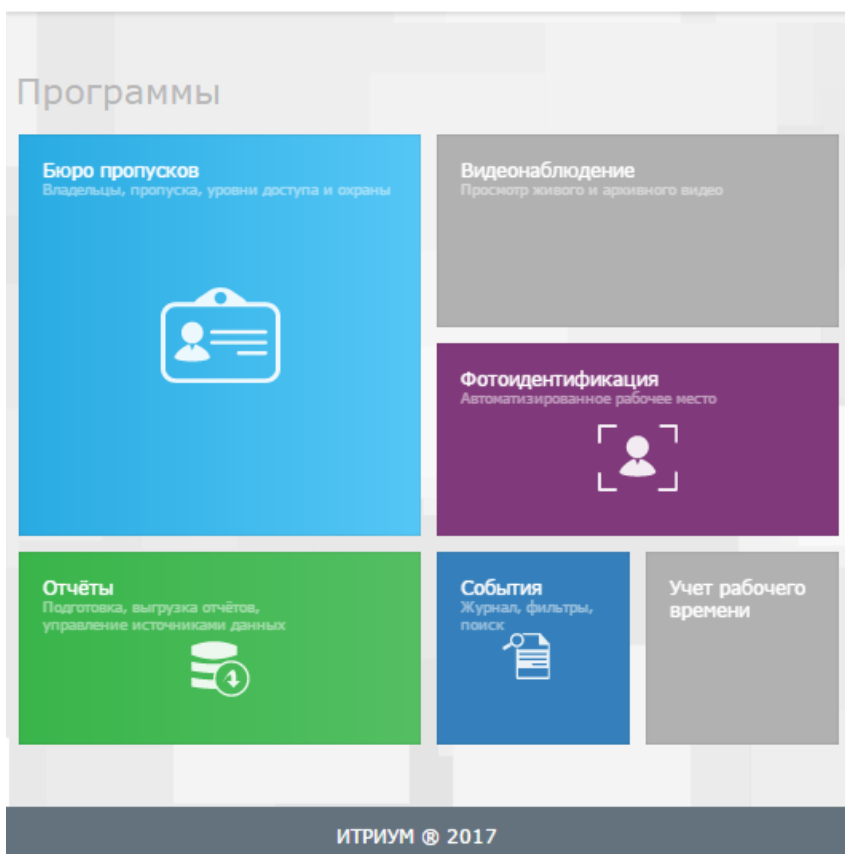 Программы
Бюро пропусков
Владельцы, пропуска, уровни доступа и охраны
Видеонаблюдение
Просмотр живого и архивного видео
Фотоидентификация
Автоматизированное рабочее место
Отчёты
Подготовка, выгрузка отчётов,
управление источниками данных
События
Журнал, фильтры,
поиск
Учет рабочего
времени
ИТРИУМ ® 2017